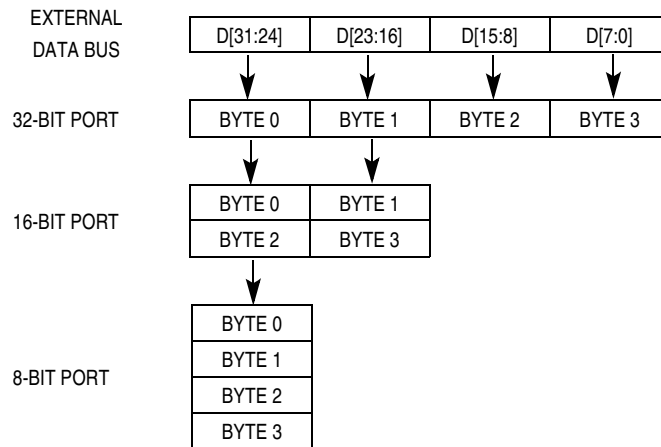 EXTERNAL
DATA BUS
D[31:24] D[23:16] D[15:8] D[7:0]
32-BIT PORT BYTE 0 BYTE 1 BYTE 2 BYTE 3
16-BIT PORT
BYTE 0 BYTE 1
BYTE 2 BYTE 3
8-BIT PORT
BYTE 0
BYTE 1
BYTE 2
BYTE 3